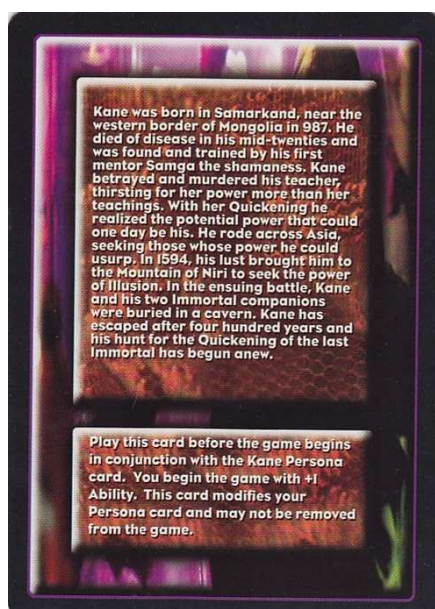 Kane was born in Samarkand, near the
western border of Mongolia in 987. He
died of disease in his mid-twenties and
was found and trained by his first
mentor Samga the shamaness. Kane
betrayed and murdered his teacher,
thirsting for her power more than her
teachings. With her Quickening he
realized the potential power that could
one day be his. He rode across Asia,
seeking those whose power he could
usurp. In 1594, his lust brought him to
the Mountain of Niri to seek the power
of Illusion. In the ensuing battle, Kane
and his two Immortal companions
were buried in a cavern. Kane has
escaped after four hundred years and
his hunt for the Quickening of the last
Immortal has begun anew.
Play this card before the game begins
in conjunction with the Kane Persona
card. You begin the game with +1
Ability. This card modifies your
Persona card and may not be removed
from the game.